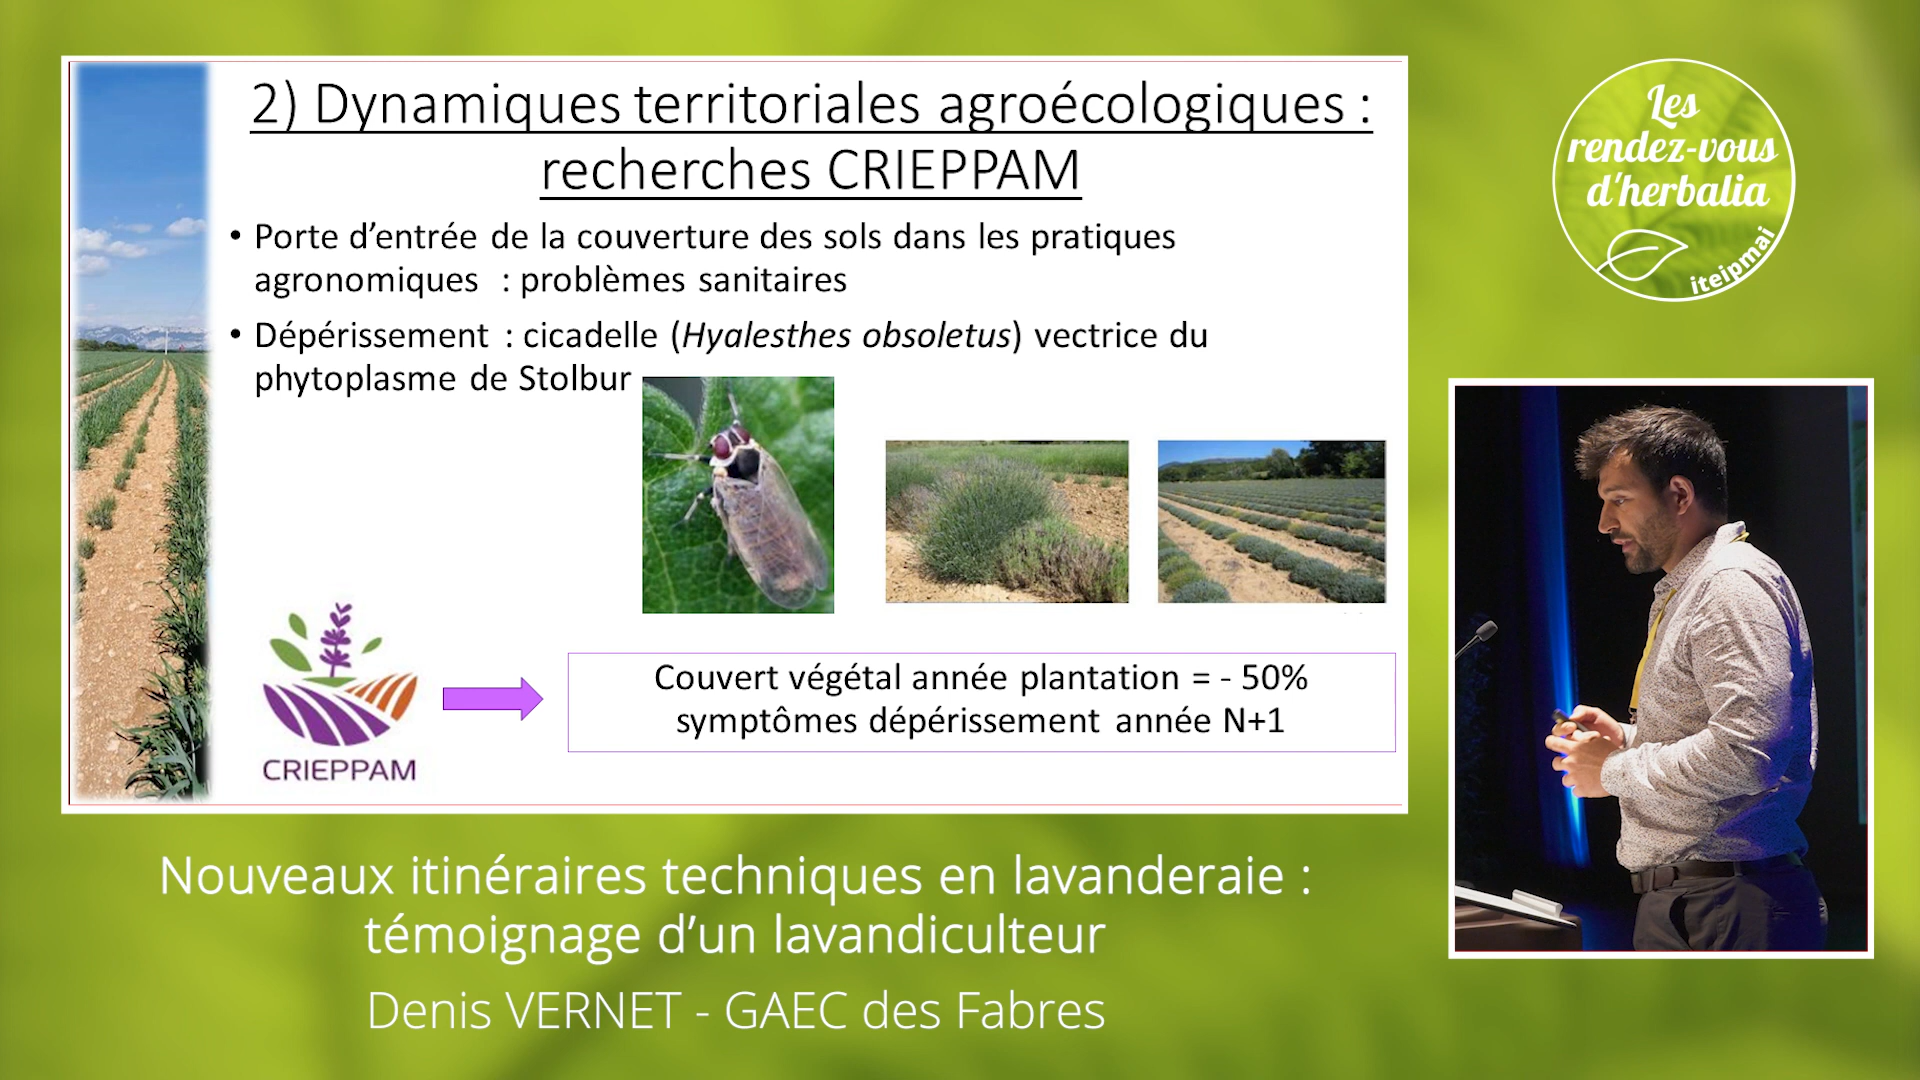 2) Dynamiques territoriales agroécologiques :
recherches CRIEPPAM
• Porte d’entrée de la couverture des sols dans les pratiques
agronomiques : problèmes sanitaires
• Dépérissement : cicadelle (Hyalesthes obsoletus) vectrice du
phytoplasme de Stolbur
CRIEPPAM
Couvert végétal année plantation = - 50%
symptômes dépérissement année N+1
Les
rendez-vous
d'herbalia
iteipmai
Nouveaux itinéraires techniques en lavanderaie :
témoignage d’un lavandiculteur
Denis VERNET - GAEC des Fabres